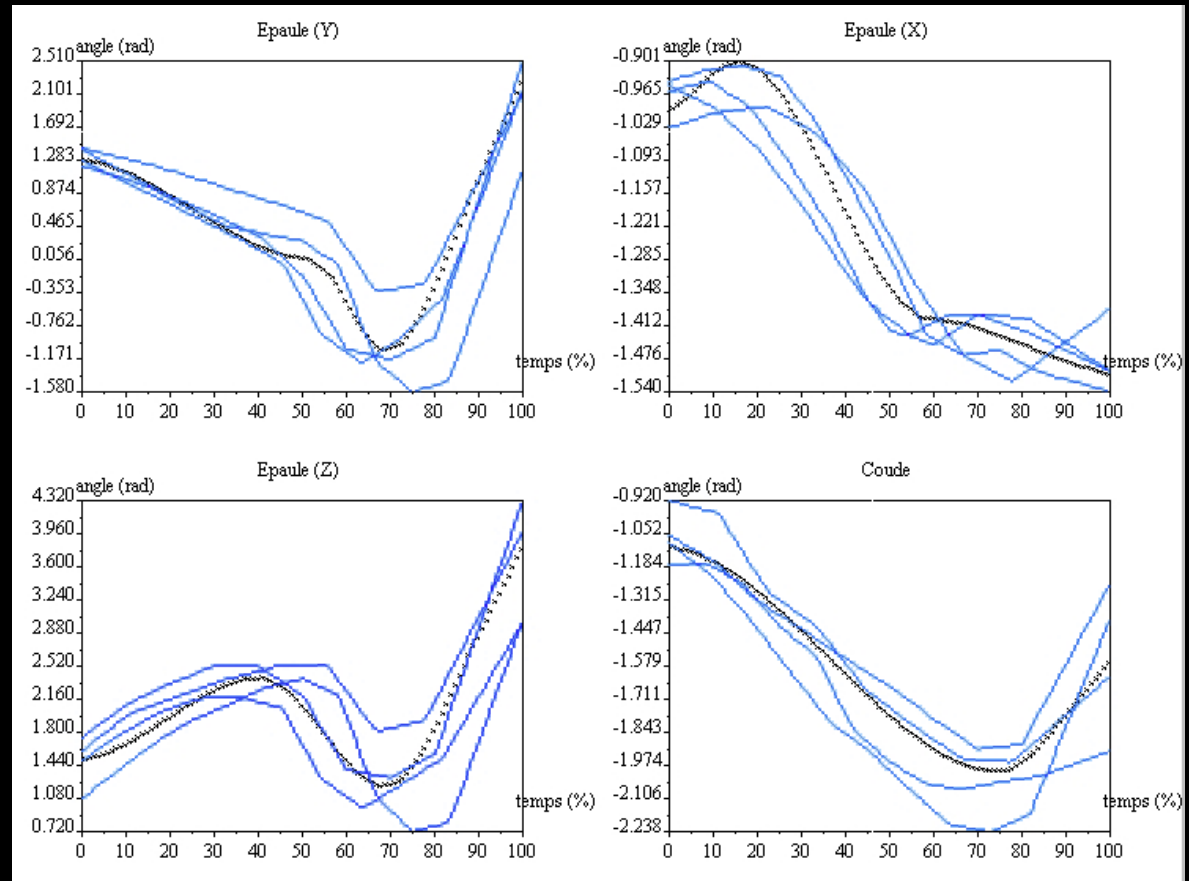 Epaule (Y)
angle (rad)
2.510
2.101
1.692
1.283
0.874
0.465
0.056
-0.353
-0.762
-1.171
-1.580
temps (%)
0 10 20 30 40 50 60 70 80 90 100
Epaule (X)
angle (rad)
-0.901
-0.965
-1.029
-1.093
-1.157
-1.221
-1.285
-1.348
-1.412
-1.476
-1.540
temps (%)
0 10 20 30 40 50 60 70 80 90 100
Epaule (Z)
angle (rad)
4.320
3.960
3.600
3.240
2.880
2.520
2.160
1.800
1.440
1.080
0.720
temps (%)
0 10 20 30 40 50 60 70 80 90 100
Coude
angle (rad)
-0.920
-1.052
-1.184
-1.315
-1.447
-1.579
-1.711
-1.843
-1.974
-2.106
-2.238
temps (%)
0 10 20 30 40 50 60 70 80 90 100